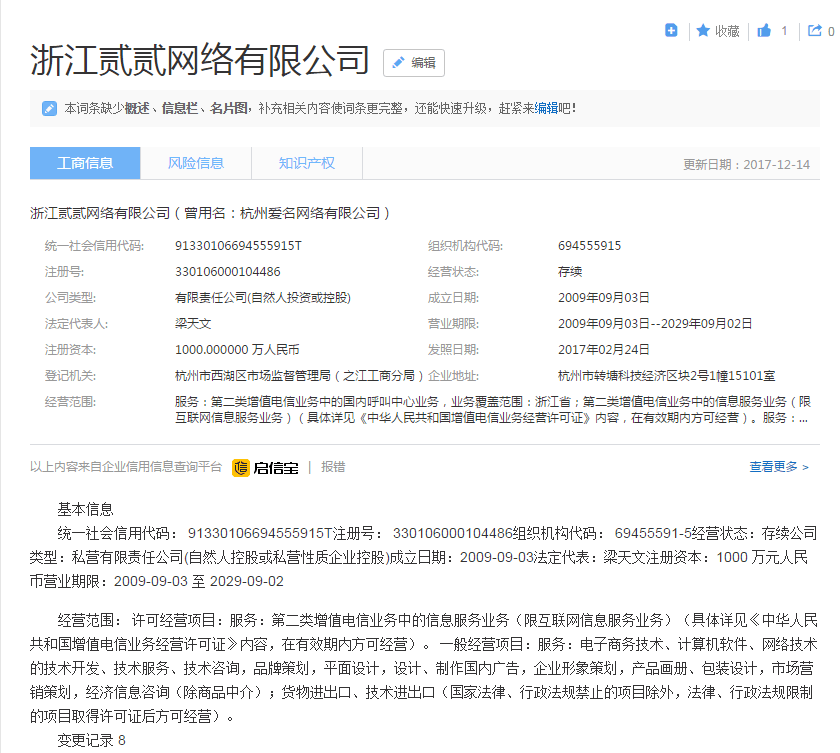 收藏 1 0
浙江贰贰网络有限公司 编辑
本词条缺少概述、信息栏、名片图，补充相关内容使词条更完整，还能快速升级，赶紧来编辑吧！
工商信息 风险信息 知识产权 更新日期：2017-12-14
浙江贰贰网络有限公司（曾用名：杭州爱名网络有限公司）
统一社会信用代码: 91330106694555915T 组织机构代码: 694555915
注册号: 330106000104486 经营状态: 存续
公司类型: 有限责任公司(自然人投资或控股) 成立日期: 2009年09月03日
法定代表人: 梁天文 营业期限: 2009年09月03日--2029年09月02日
注册资本: 1000.000000 万人民币 发照日期: 2017年02月24日
登记机关: 杭州市西湖区市场监督管理局（之江工商分局） 企业地址: 杭州市转塘科技经济区块2号1幢15101室
经营范围: 服务：第二类增值电信业务中的国内呼叫中心业务，业务覆盖范围：浙江省；第二类增值电信业务中的信息服务业务（限
互联网信息服务业务）（具体详见《中华人民共和国增值电信业务经营许可证》内容，在有效期内方可经营）。服务：...
以上内容来自企业信用信息查询平台 信 启信宝 | 报错 查看更多 >
基本信息
统一社会信用代码： 91330106694555915T注册号： 330106000104486组织机构代码： 69455591-5经营状态：存续公司
类型：私营有限责任公司(自然人控股或私营性质企业控股)成立日期：2009-09-03法定代表：梁天文注册资本：1000 万元人民
币营业期限：2009-09-03 至 2029-09-02
经营范围： 许可经营项目：服务：第二类增值电信业务中的信息服务业务（限互联网信息服务业务）（具体详见《中华人民
共和国增值电信业务经营许可证》内容，在有效期内方可经营）。 一般经营项目：服务：电子商务技术、计算机软件、网络技术
的技术开发、技术服务、技术咨询，品牌策划，平面设计，设计、制作国内广告，企业形象策划，产品画册、包装设计，市场营
销策划，经济信息咨询（除商品中介）；货物进出口、技术进出口（国家法律、行政法规禁止的项目除外，法律、行政法规限制
的项目取得许可证后方可经营）。
变更记录 8